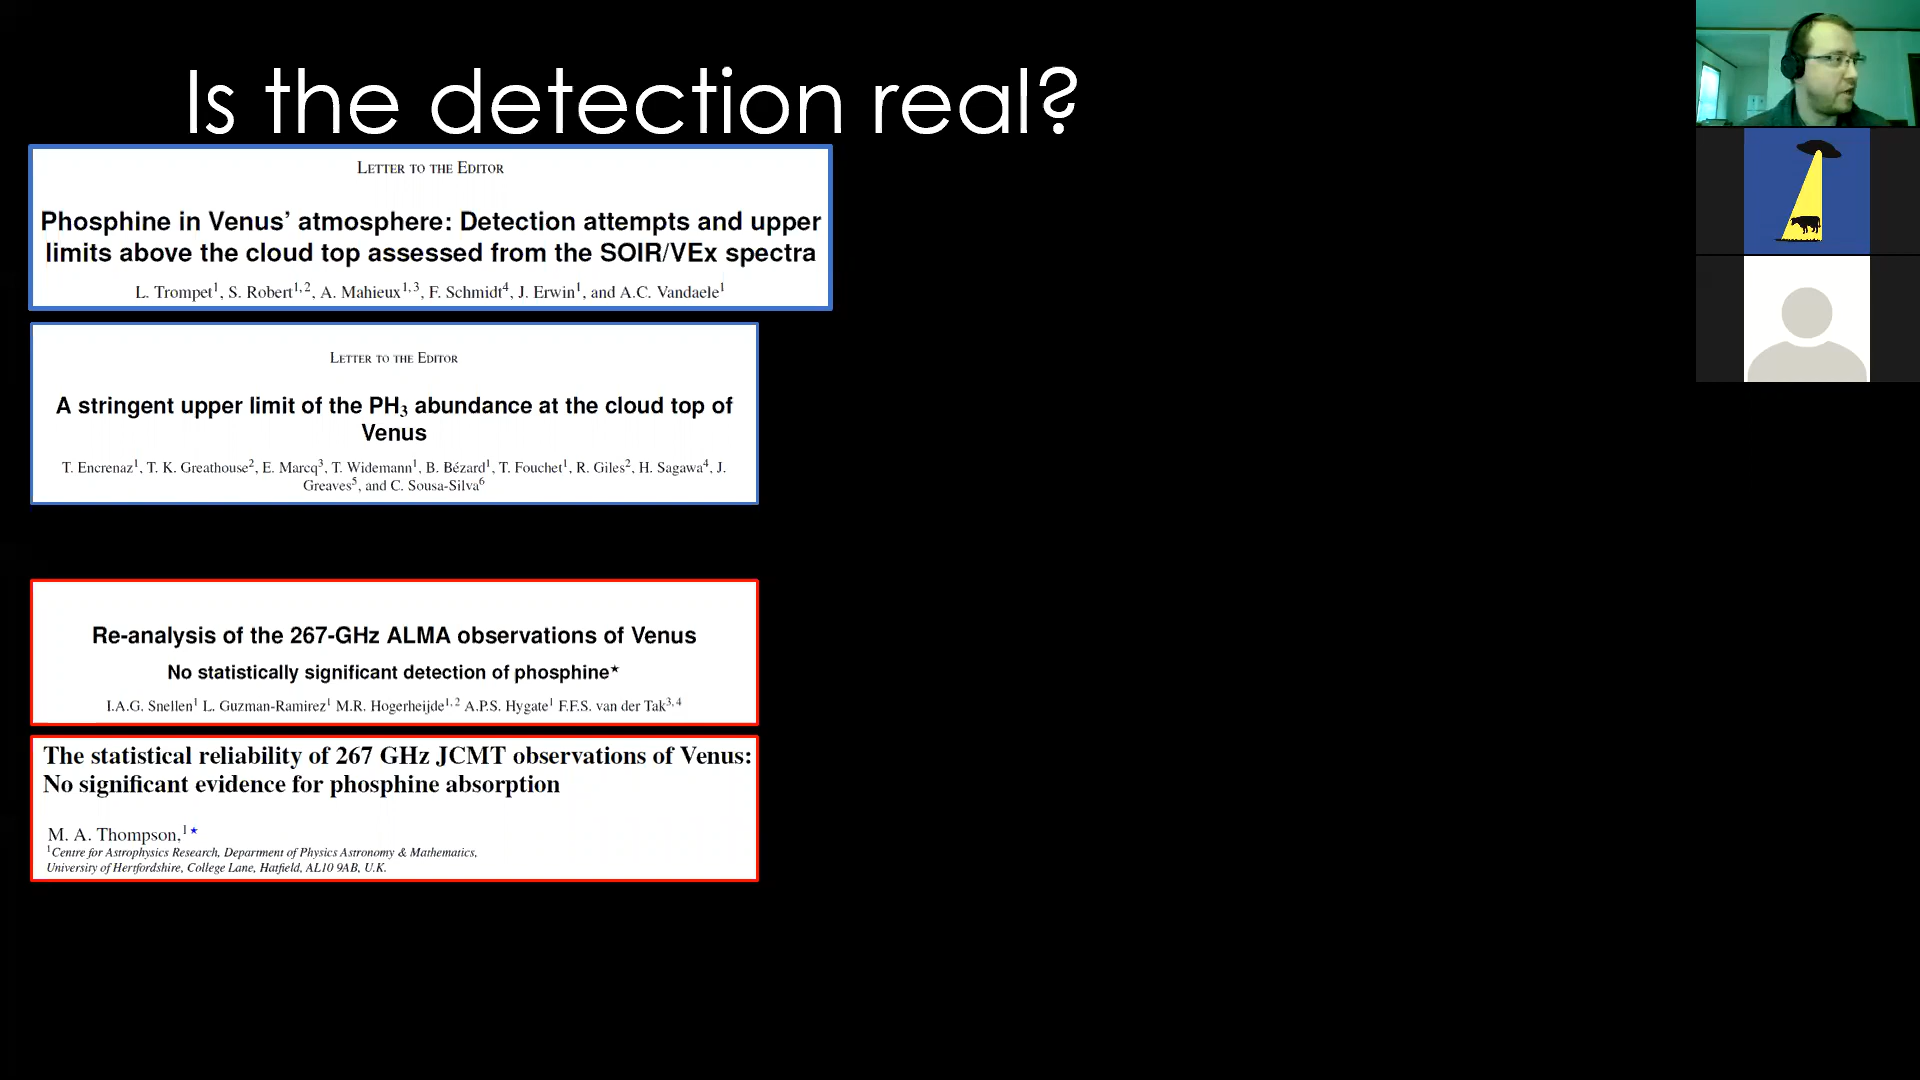 Is the detection real?
Letter to the Editor
Phosphine in Venus’ atmosphere: Detection attempts and upper
limits above the cloud top assessed from the SOIR/VEx spectra
L. Trompet1, S. Robert1,2, A. Mahieux1,3, F. Schmidt4, J. Erwin1, and A.C. Vandaele1
Letter to the Editor
A stringent upper limit of the PH3 abundance at the cloud top of
Venus
T. Encrenaz1, T. K. Greathouse2, E. Marcq3, T. Widemann1, B. Bézard1, T. Fouchet1, R. Giles2, H. Sagawa4, J.
Greaves5, and C. Sousa-Silva6
Re-analysis of the 267-GHz ALMA observations of Venus
No statistically significant detection of phosphine★
I.A.G. Snellen1 L. Guzman-Ramirez1 M.R. Hogerheijde1,2 A.P.S. Hygate1 F.F.S. van der Tak3,4
The statistical reliability of 267 GHz JCMT observations of Venus:
No significant evidence for phosphine absorption
M. A. Thompson,1★
1Centre for Astrophysics Research, Department of Physics Astronomy & Mathematics,
University of Hertfordshire, College Lane, Hatfield, AL10 9AB, U.K.